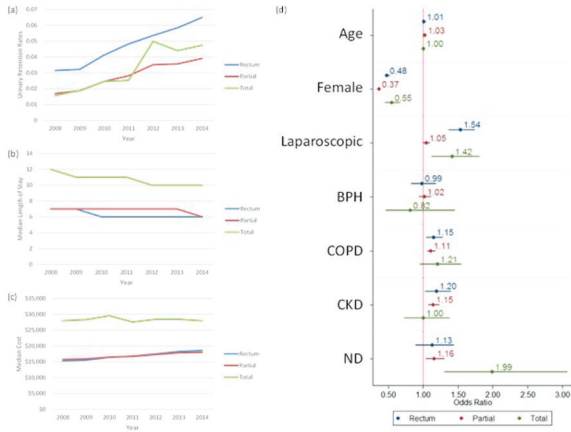 (a)
Urinary Retention Rates
0.07
0.06
0.05
0.04
0.03
0.02
0.01
0
2008 2009 2010 2011 2012 2013 2014
Year
Rectum
Partial
Total
(b)
Median Length of Stay
14
12
10
8
6
4
2
0
2008 2009 2010 2011 2012 2013 2014
Year
Rectum
Partial
Total
(c)
Median Cost
$35,000
$30,000
$25,000
$20,000
$15,000
$10,000
$5,000
$0
2008 2009 2010 2011 2012 2013 2014
Year
Rectum
Partial
Total
(d)
Age
1.01
1.03
1.00
Female
0.48
0.37
0.55
Laparoscopic
1.54
1.05
1.42
BPH
0.99
1.02
0.82
COPD
1.15
1.11
1.21
CKD
1.20
1.15
1.00
ND
1.13
1.16
1.99
0.50 1.00 1.50 2.00 2.50 3.00
Odds Ratio
Rectum Partial Total